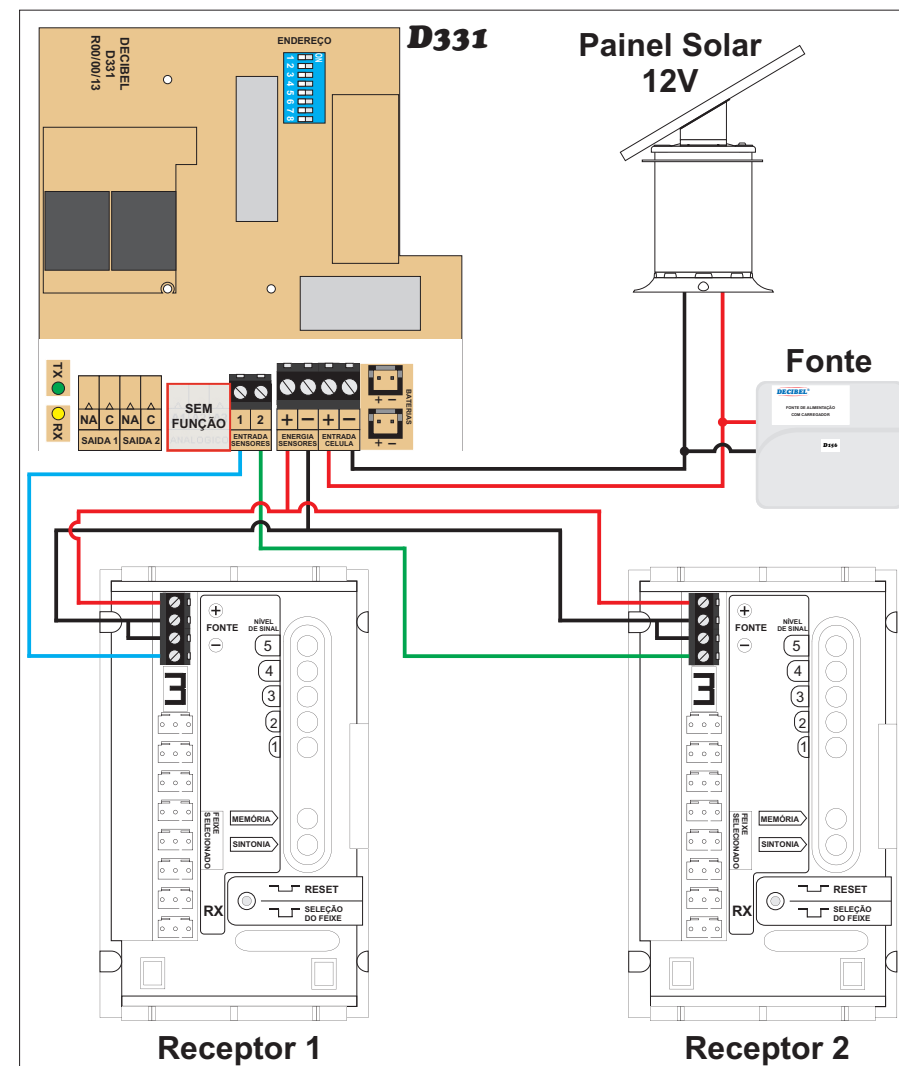 D331
DECIBEL
D331
R00/00/13
ENDEREÇO
ON
1 2 3 4 5 6 7 8
Painel Solar
12V
Fonte
DECIBEL
FONTE DE ALIMENTAÇÃO
COM CARREGADOR
D156
TX
RX
NA C NA C
SAIDA 1 SAIDA 2
SEM
FUNÇÃO
1 2
ENTRADA
SENSORES
+ − + −
ENERGIA
SENSORES
ENTRADA
CELULA
+ −
+ −
BATERIAS
+
FONTE
−
NÍVEL
DE SINAL
5
4
3
2
1
3
FEIXE
SELECIONADO
MEMÓRIA
SINTONIA
RX
RESET
SELEÇÃO
DO FEIXE
Receptor 1
+
FONTE
−
NÍVEL
DE SINAL
5
4
3
2
1
3
FEIXE
SELECIONADO
MEMÓRIA
SINTONIA
RX
RESET
SELEÇÃO
DO FEIXE
Receptor 2